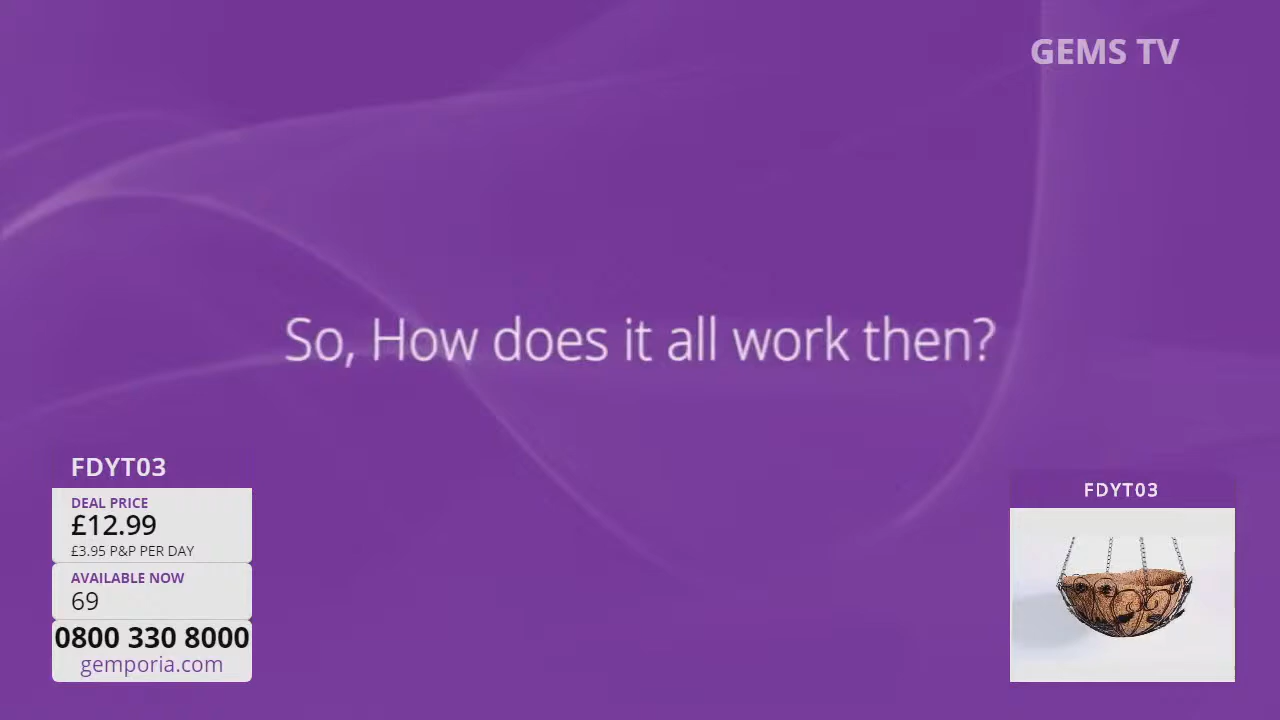 GEMS TV
So, How does it all work then?
FDYT03
DEAL PRICE
£12.99
£3.95 P&P PER DAY
AVAILABLE NOW
69
0800 330 8000
gemporia.com
FDYT03